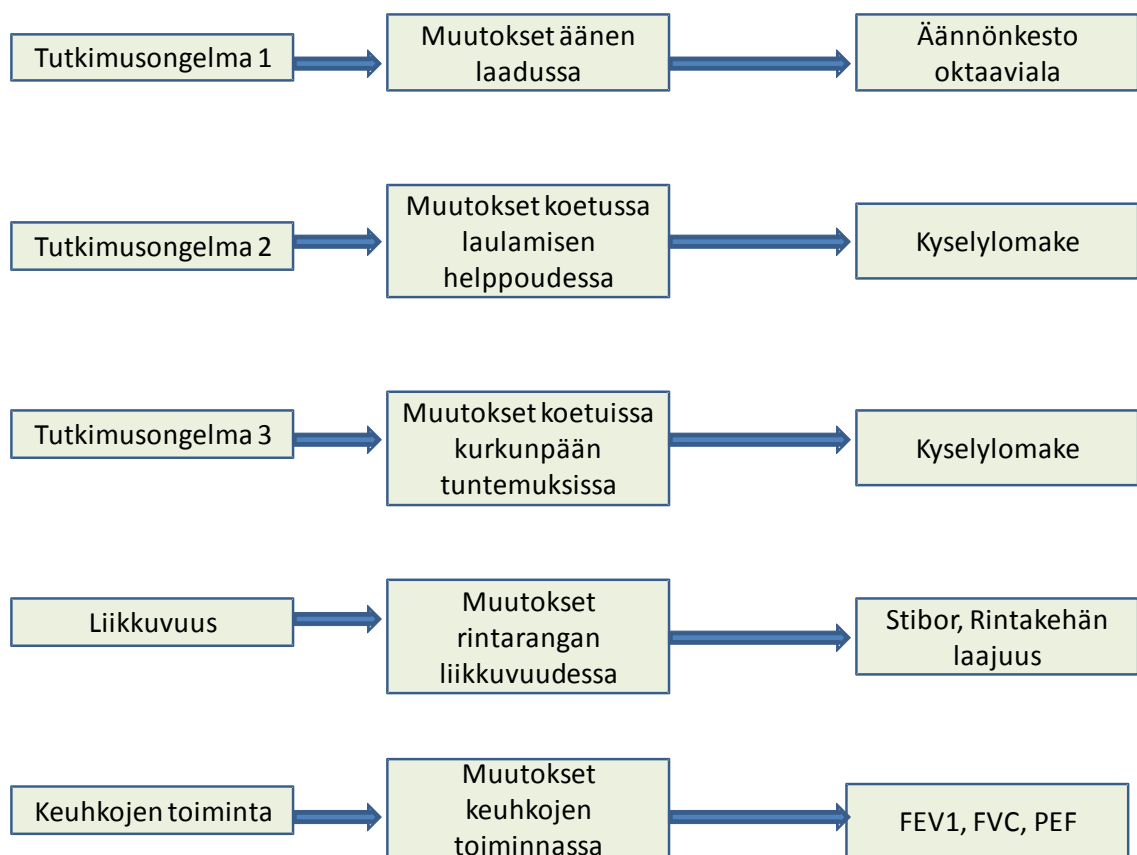 Tutkimusongelma 1
Muutokset äänen
laadussa
Äännönkesto
oktaaviala
Tutkimusongelma 2
Muutokset koetussa
laulamisen
helppoudessa
Kyselylomake
Tutkimusongelma 3
Muutokset koetuissa
kurkunpään
tuntemuksissa
Kyselylomake
Liikkuvuus
Muutokset
rintarangan
liikkuvuudessa
Stibor, Rintakehän
laajuus
Keuhkojen toiminta
Muutokset
keuhkojen
toiminnassa
FEV1, FVC, PEF